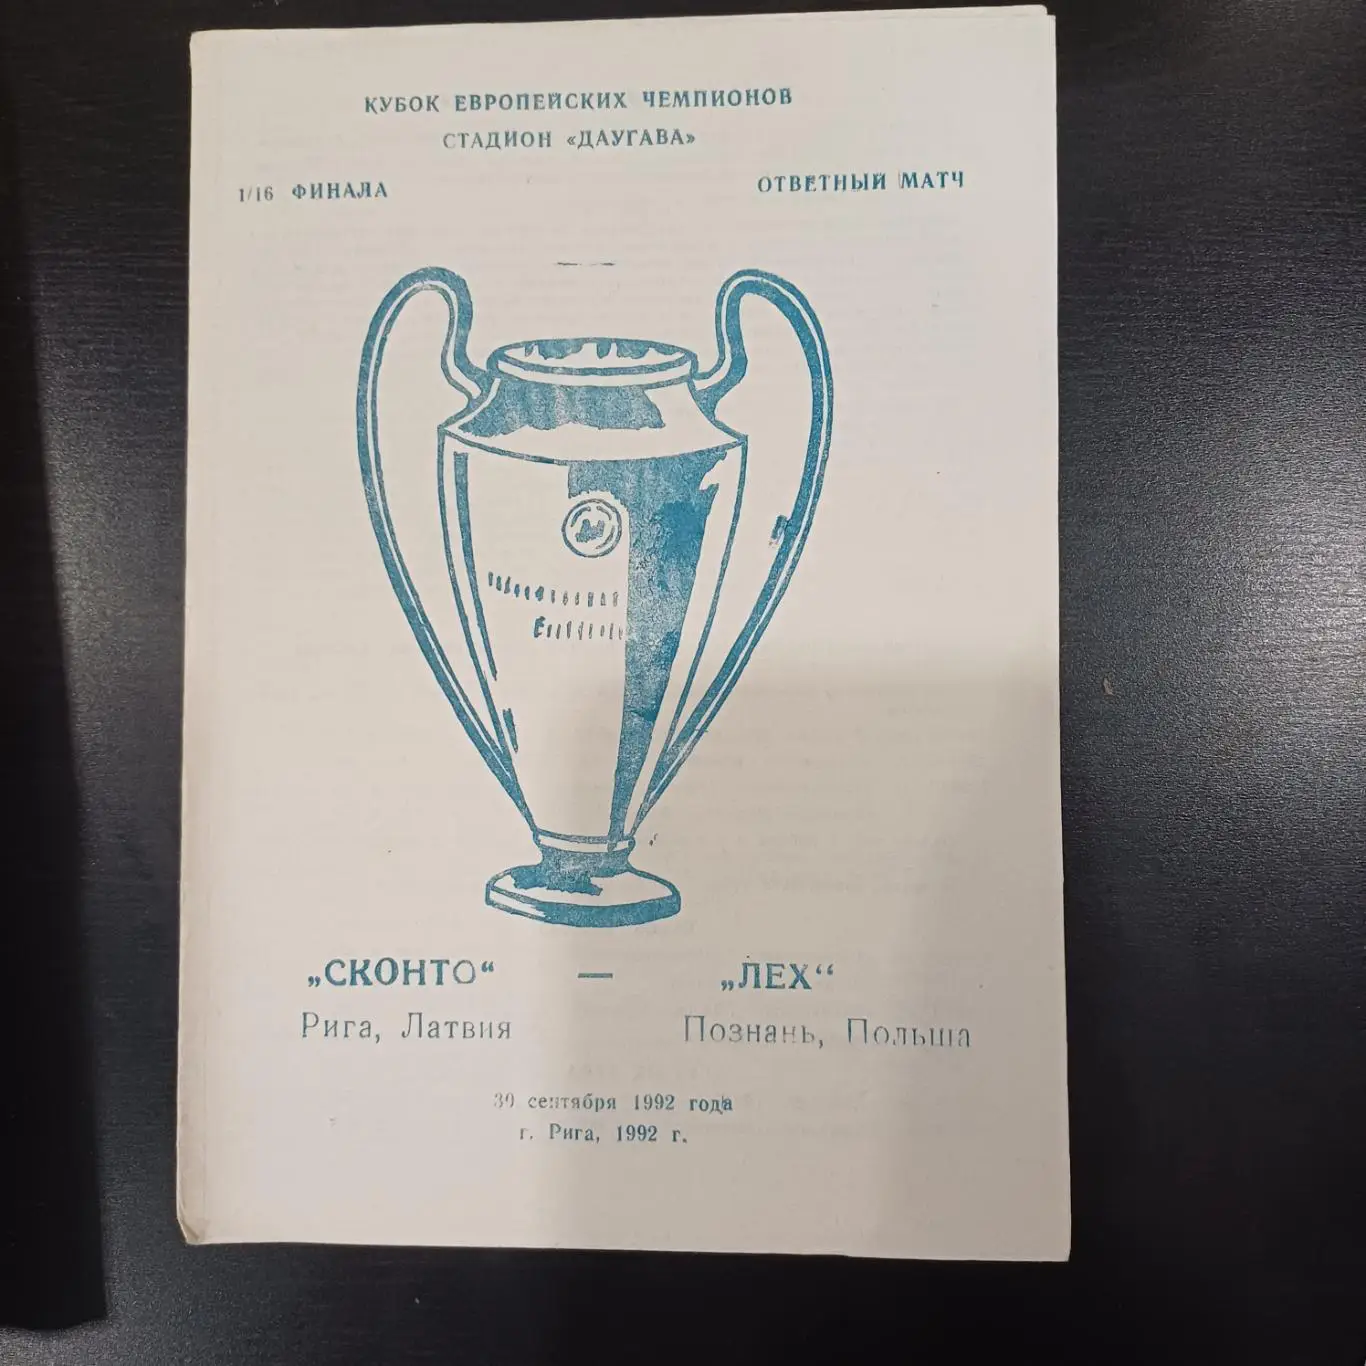 КУБОК ЕВРОПЕЙСКИХ ЧЕМПИОНОВ
СТАДИОН «ДАУГАВА»
1/16 ФИНАЛА
ОТВЕТНЫЙ МАТЧ
„СКОНТО“ — „ЛЕХ“
Рига, Латвия
Познань, Польша
30 сентября 1992 года
г. Рига, 1992 г.